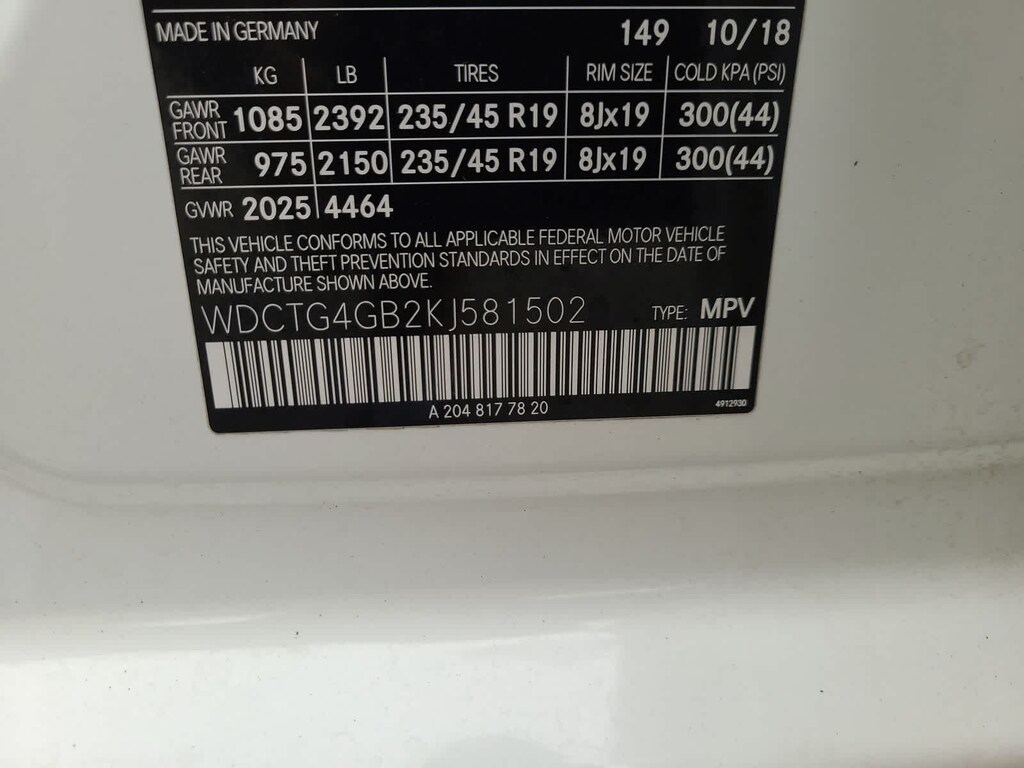 MADE IN GERMANY 149 10/18
KG LB TIRES RIM SIZE COLD KPA (PSI)
GAWR FRONT 1085 2392 235/45 R19 8Jx19 300(44)
GAWR REAR 975 2150 235/45 R19 8Jx19 300(44)
GVWR 2025 4464
THIS VEHICLE CONFORMS TO ALL APPLICABLE FEDERAL MOTOR VEHICLE
SAFETY AND THEFT PREVENTION STANDARDS IN EFFECT ON THE DATE OF
MANUFACTURE SHOWN ABOVE.
WDCTG4GB2KJ581502 TYPE: MPV
A 204 817 78 20 4912930